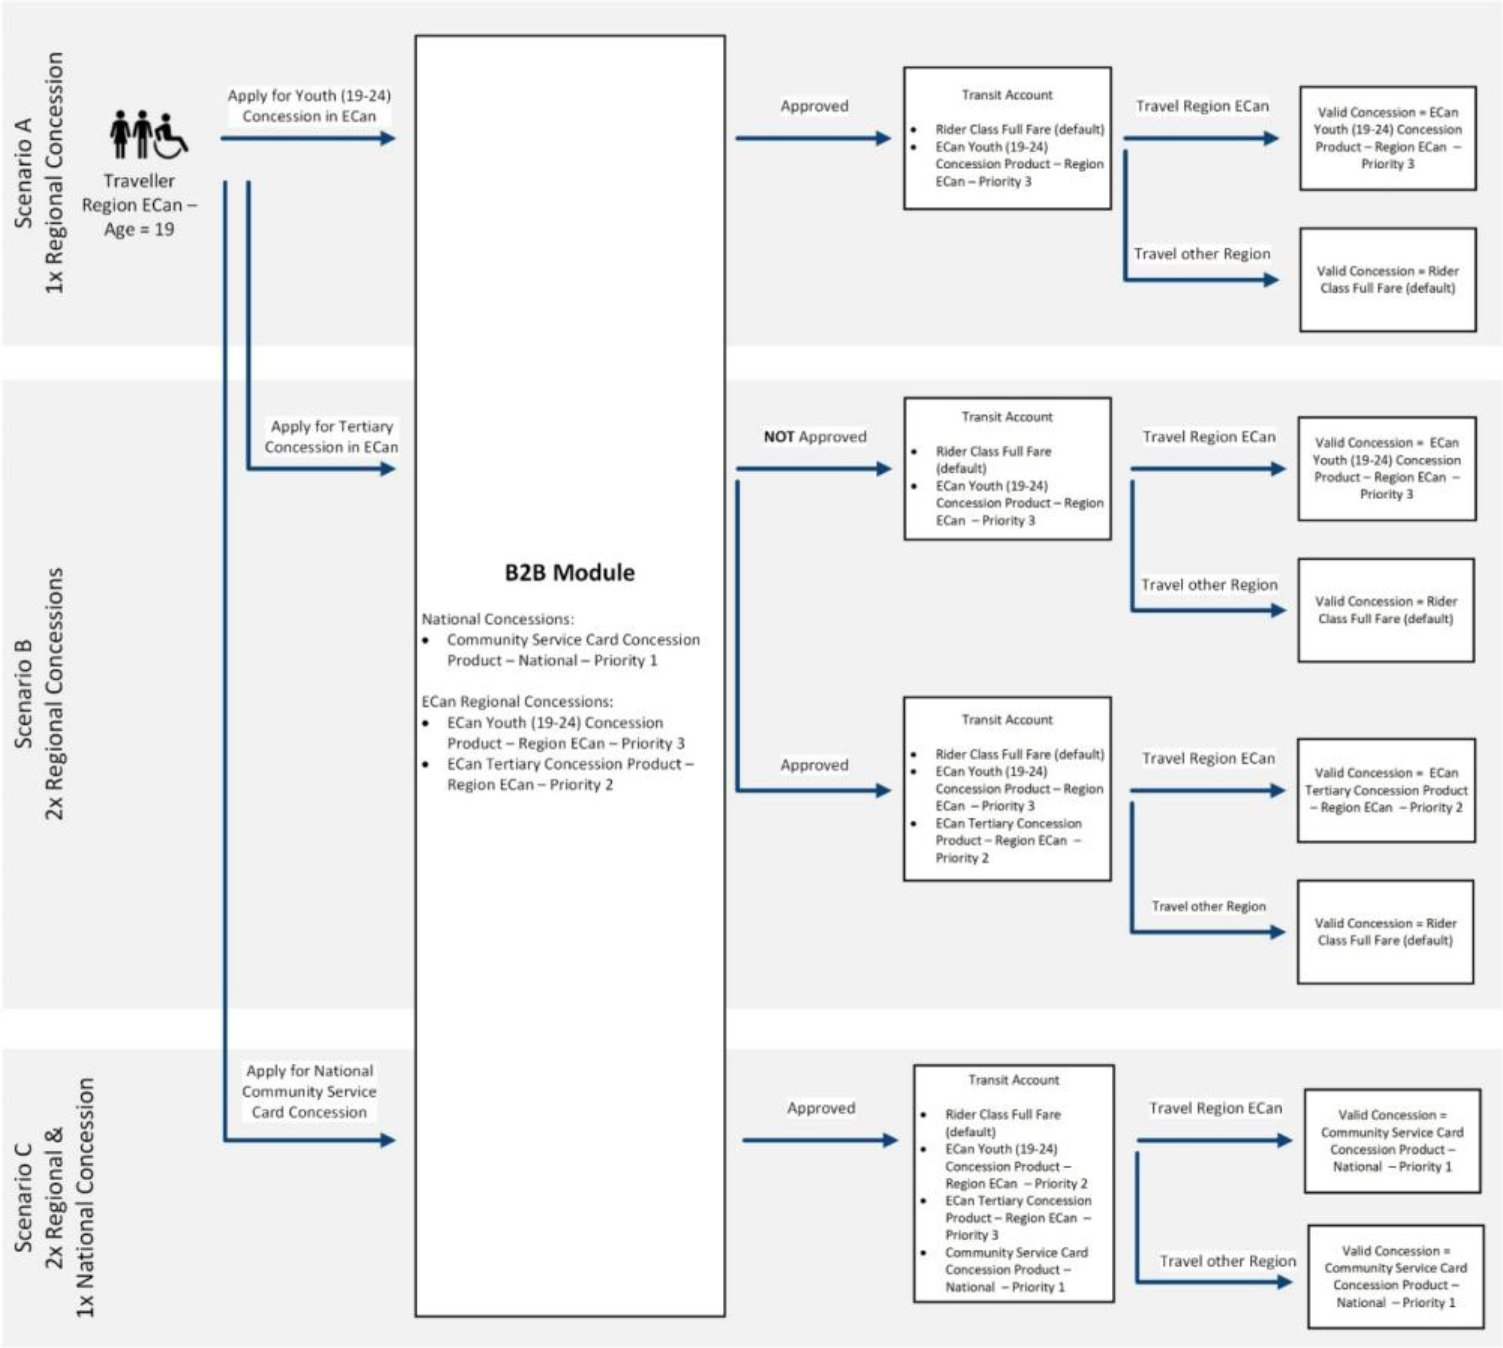 Scenario A
1x Regional Concession
Traveller
Region ECan –
Age = 19
Apply for Youth (19-24)
Concession in ECan
Approved
Transit Account
• Rider Class Full Fare (default)
• ECan Youth (19-24)
Concession Product – Region
ECan – Priority 3
Travel Region ECan
Valid Concession = ECan
Youth (19-24) Concession
Product – Region ECan –
Priority 3
Travel other Region
Valid Concession = Rider
Class Full Fare (default)
Scenario B
2x Regional Concessions
Apply for Tertiary
Concession in ECan
B2B Module
National Concessions:
• Community Service Card Concession
Product – National – Priority 1
ECan Regional Concessions:
• ECan Youth (19-24) Concession
Product – Region ECan – Priority 3
• ECan Tertiary Concession Product –
Region ECan – Priority 2
NOT Approved
Transit Account
• Rider Class Full Fare
(default)
• ECan Youth (19-24)
Concession Product – Region
ECan – Priority 3
Travel Region ECan
Valid Concession = ECan
Youth (19-24) Concession
Product – Region ECan –
Priority 3
Travel other Region
Valid Concession = Rider
Class Full Fare (default)
Approved
Transit Account
• Rider Class Full Fare (default)
• ECan Youth (19-24)
Concession Product – Region
ECan – Priority 3
• ECan Tertiary Concession
Product – Region ECan –
Priority 2
Travel Region ECan
Valid Concession = ECan
Tertiary Concession Product
– Region ECan – Priority 2
Travel other Region
Valid Concession = Rider
Class Full Fare (default)
Scenario C
2x Regional &
1x National Concession
Apply for National
Community Service
Card Concession
Approved
Transit Account
• Rider Class Full Fare
(default)
• ECan Youth (19-24)
Concession Product –
Region ECan – Priority 2
• ECan Tertiary Concession
Product – Region ECan –
Priority 3
• Community Service Card
Concession Product –
National – Priority 1
Travel Region ECan
Valid Concession =
Community Service Card
Concession Product –
National – Priority 1
Travel other Region
Valid Concession =
Community Service Card
Concession Product –
National – Priority 1